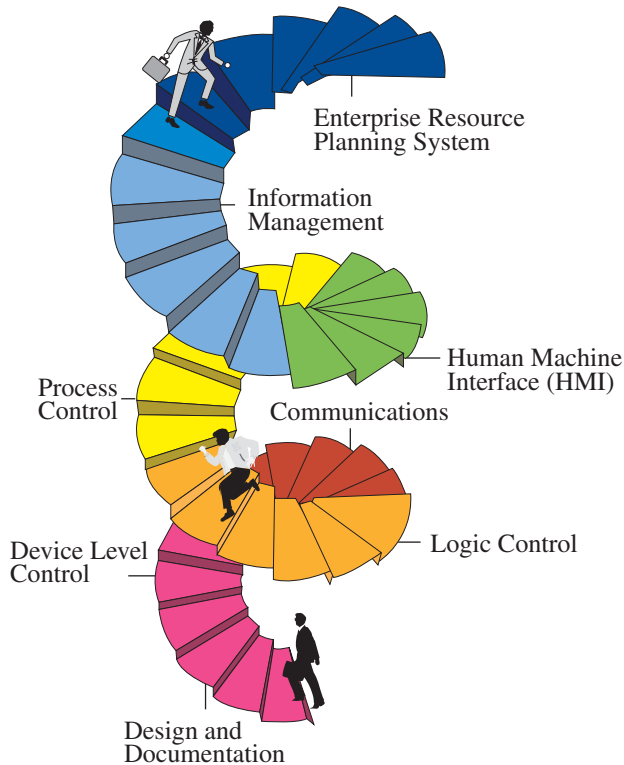 Enterprise Resource
Planning System
Information
Management
Human Machine
Interface (HMI)
Process
Control
Communications
Logic Control
Device Level
Control
Design and
Documentation